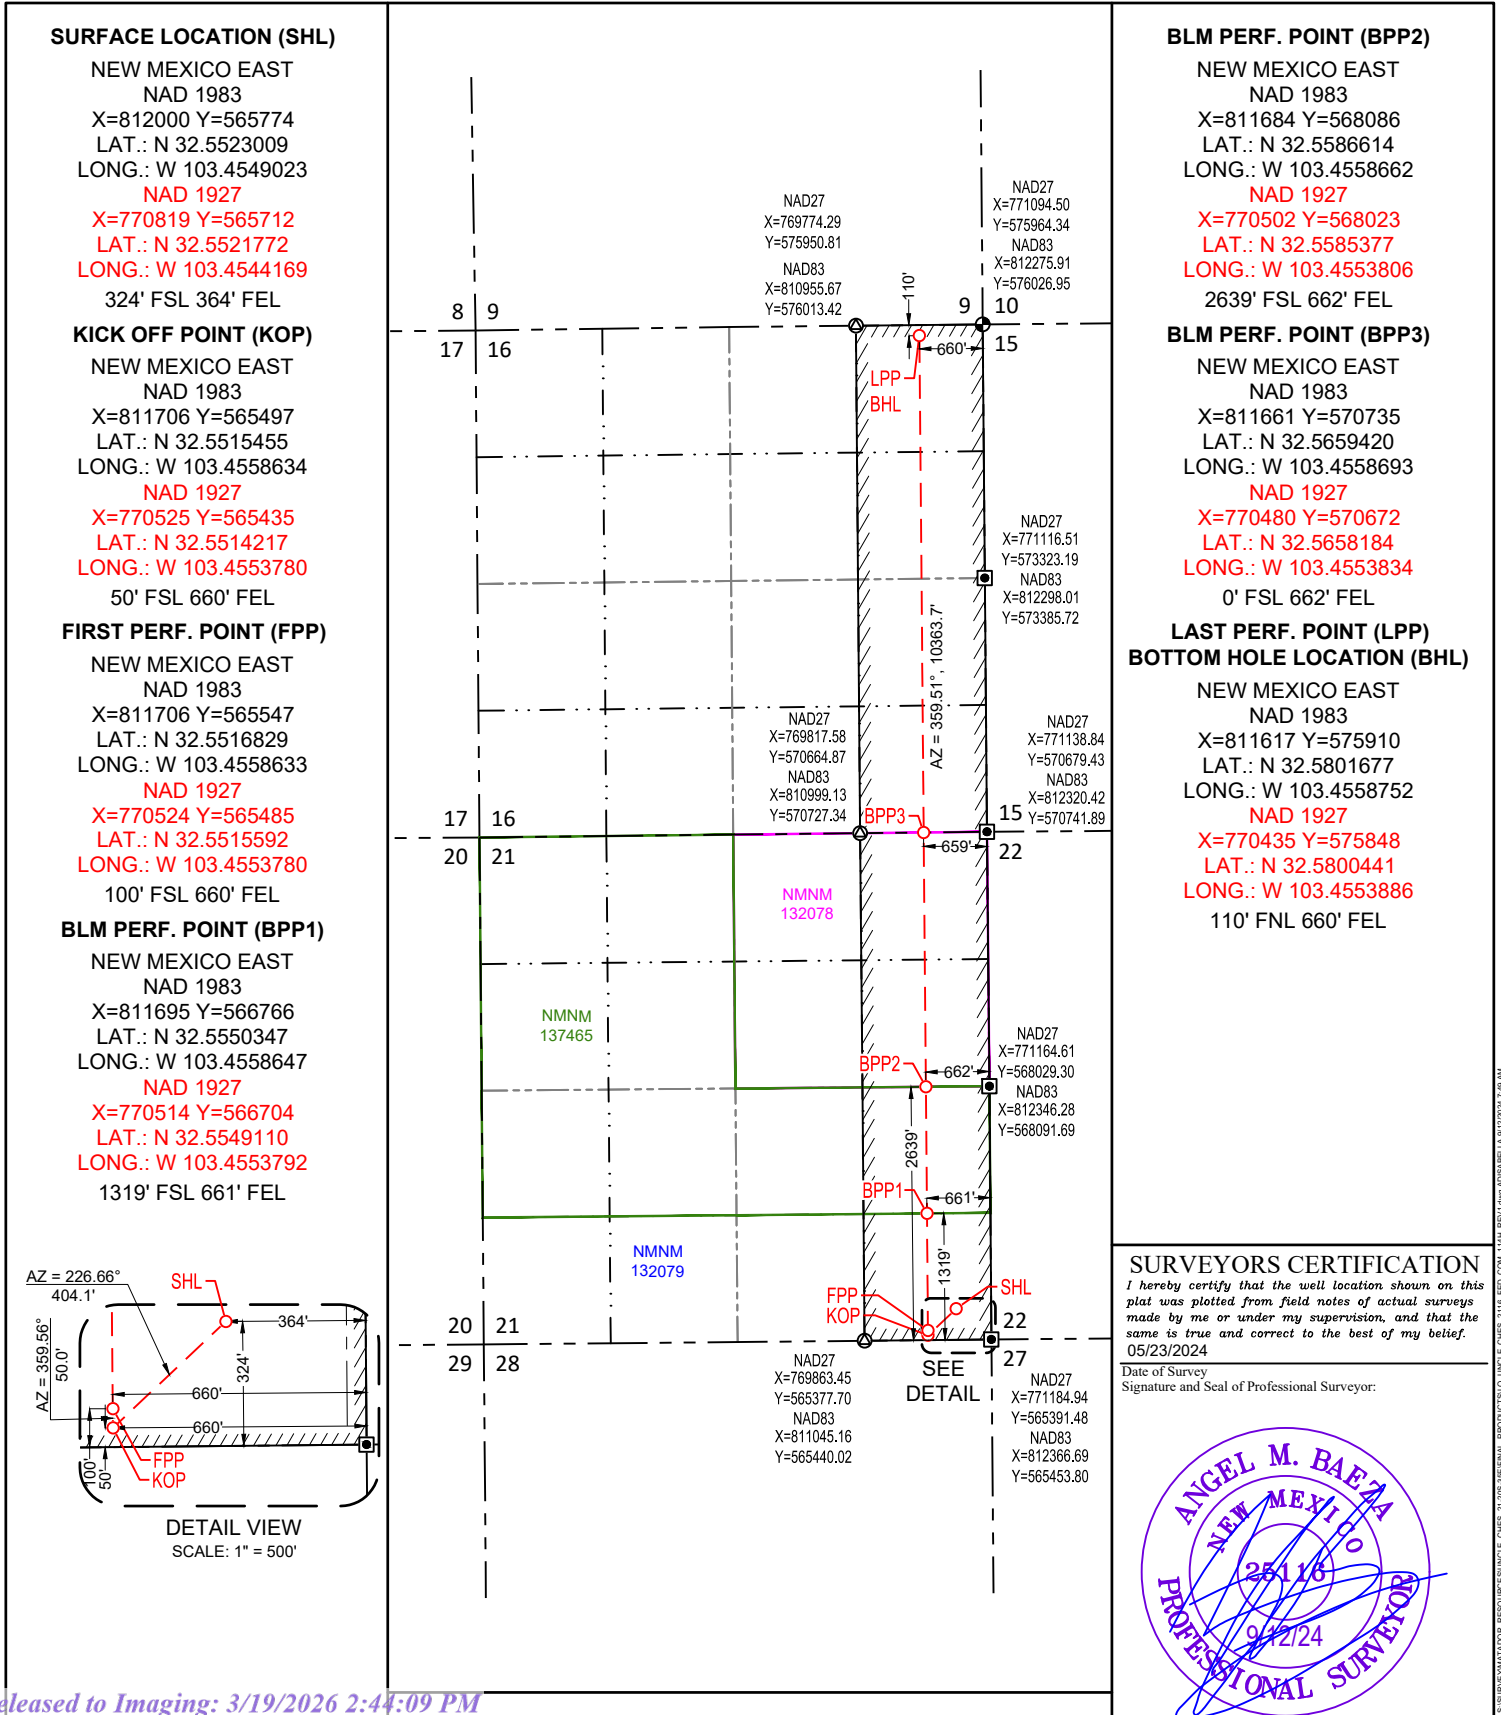 SURFACE LOCATION (SHL)
NEW MEXICO EAST
NAD 1983
X=812000 Y=565774
LAT.: N 32.5523009
LONG.: W 103.4549023
NAD 1927
X=770819 Y=565712
LAT.: N 32.5521772
LONG.: W 103.4544169
324' FSL 364' FEL
KICK OFF POINT (KOP)
NEW MEXICO EAST
NAD 1983
X=811706 Y=565497
LAT.: N 32.5515455
LONG.: W 103.4558634
NAD 1927
X=770525 Y=565435
LAT.: N 32.5514217
LONG.: W 103.4553780
50' FSL 660' FEL
FIRST PERF. POINT (FPP)
NEW MEXICO EAST
NAD 1983
X=811706 Y=565547
LAT.: N 32.5516829
LONG.: W 103.4558633
NAD 1927
X=770524 Y=565485
LAT.: N 32.5515592
LONG.: W 103.4553780
100' FSL 660' FEL
BLM PERF. POINT (BPP1)
NEW MEXICO EAST
NAD 1983
X=811695 Y=566766
LAT.: N 32.5550347
LONG.: W 103.4558647
NAD 1927
X=770514 Y=566704
LAT.: N 32.5549110
LONG.: W 103.4553792
1319' FSL 661' FEL
AZ = 226.66°
404.1'
SHL
364'
324'
AZ = 359.56°
50.0'
660'
660'
100'
50'
FPP
KOP
DETAIL VIEW
SCALE: 1" = 500'
NAD27
X=769774.29
Y=575950.81
NAD83
X=810955.67
Y=576013.42
NAD27
X=771094.50
Y=575964.34
NAD83
X=812275.91
Y=576026.95
110'
8 9
17 16
9 10
15
660'
LPP
BHL
NAD27
X=771116.51
Y=573323.19
NAD83
X=812298.01
Y=573385.72
AZ = 359.51°, 10363.7'
NAD27
X=769817.58
Y=570664.87
NAD83
X=810999.13
Y=570727.34
NAD27
X=771138.84
Y=570679.43
NAD83
X=812320.42
Y=570741.89
17 16
20 21
BPP3
15
22
659'
NMNM
132078
NMNM
137465
NAD27
X=771164.61
Y=568029.30
NAD83
X=812346.28
Y=568091.69
BPP2
662'
2639'
BPP1
661'
1319'
NMNM
132079
FPP
KOP
SHL
20 21
29 28
22
27
SEE
DETAIL
NAD27
X=769863.45
Y=565377.70
NAD83
X=811045.16
Y=565440.02
NAD27
X=771184.94
Y=565391.48
NAD83
X=812366.69
Y=565453.80
BLM PERF. POINT (BPP2)
NEW MEXICO EAST
NAD 1983
X=811684 Y=568086
LAT.: N 32.5586614
LONG.: W 103.4558662
NAD 1927
X=770502 Y=568023
LAT.: N 32.5585377
LONG.: W 103.4553806
2639' FSL 662' FEL
BLM PERF. POINT (BPP3)
NEW MEXICO EAST
NAD 1983
X=811661 Y=570735
LAT.: N 32.5659420
LONG.: W 103.4558693
NAD 1927
X=770480 Y=570672
LAT.: N 32.5658184
LONG.: W 103.4553834
0' FSL 662' FEL
LAST PERF. POINT (LPP)
BOTTOM HOLE LOCATION (BHL)
NEW MEXICO EAST
NAD 1983
X=811617 Y=575910
LAT.: N 32.5801677
LONG.: W 103.4558752
NAD 1927
X=770435 Y=575848
LAT.: N 32.5800441
LONG.: W 103.4553886
110' FNL 660' FEL
SURVEYORS CERTIFICATION
I hereby certify that the well location shown on this
plat was plotted from field notes of actual surveys
made by me or under my supervision, and that the
same is true and correct to the best of my belief.
05/23/2024
Date of Survey
Signature and Seal of Professional Surveyor:
ANGEL M. BAEZA
NEW MEXICO
25116
9/12/24
PROFESSIONAL SURVEYOR
eleased to Imaging: 3/19/2026 2:44:09 PM